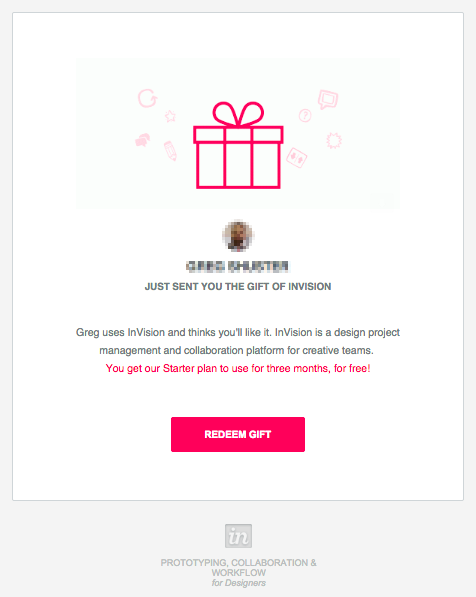 JUST SENT YOU THE GIFT OF INVISION
Greg uses InVision and thinks you'll like it. InVision is a design project
management and collaboration platform for creative teams.
You get our Starter plan to use for three months, for free!
REDEEM GIFT
in
PROTOTYPING, COLLABORATION &
WORKFLOW
for Designers